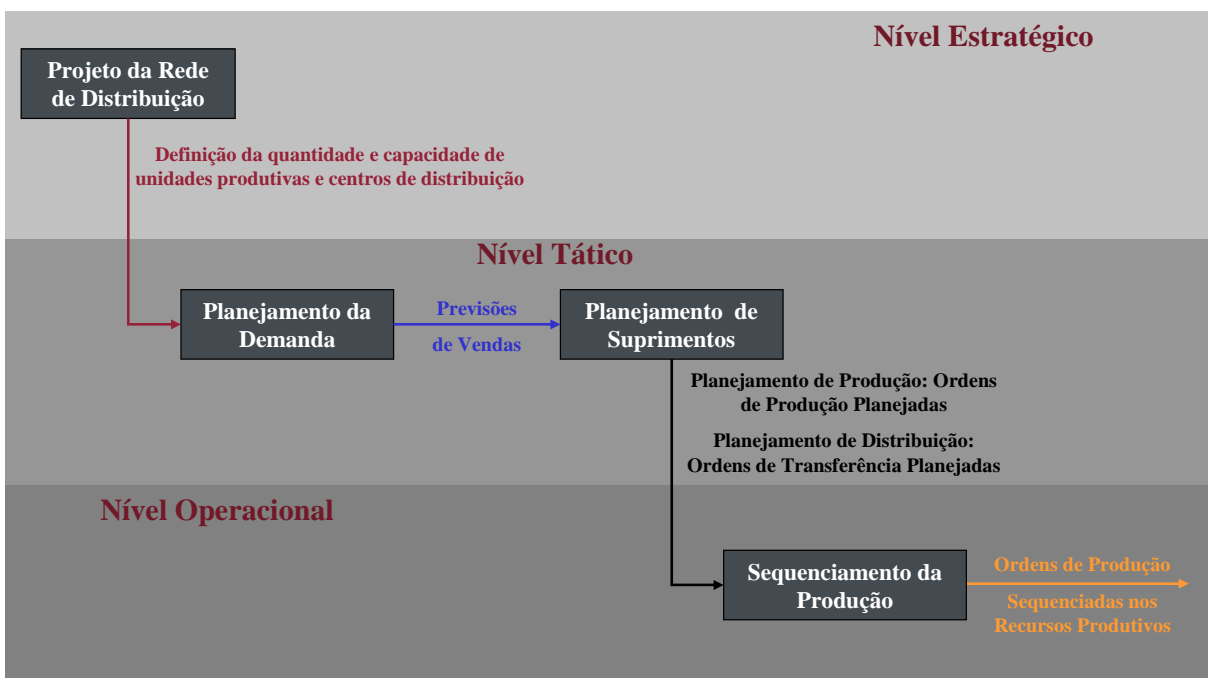 Nível Estratégico
Projeto da Rede
de Distribuição
Definição da quantidade e capacidade de
unidades produtivas e centros de distribuição
Nível Tático
Planejamento da
Demanda
Previsões
de Vendas
Planejamento de
Suprimentos
Planejamento de Produção: Ordens
de Produção Planejadas
Planejamento de Distribuição:
Ordens de Transferência Planejadas
Nível Operacional
Sequenciamento da
Produção
Ordens de Produção
Sequenciadas nos
Recursos Produtivos